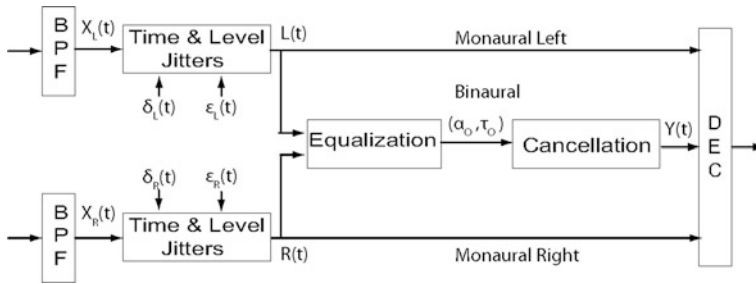 B
P
F
X_L(t)
Time & Level
Jitters
L(t)
Monaural Left
δ_L(t)
ε_L(t)
Binaural
Equalization
(α_O, τ_O)
Cancellation
Y(t)
D
E
C
δ_R(t)
ε_R(t)
B
P
F
X_R(t)
Time & Level
Jitters
R(t)
Monaural Right